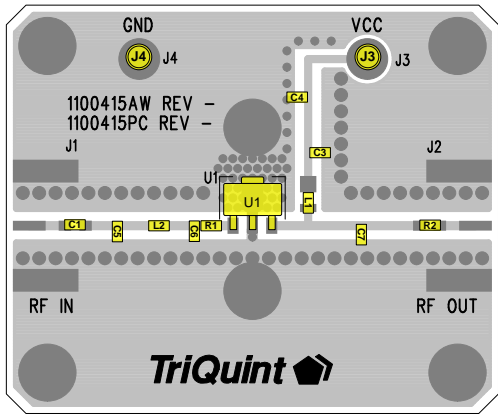 GND VCC
J4 J4 J3 J3
1100415AW REV -
1100415PC REV -
C4
C3
J1 J2
U1
U1
L1
C1 C5 L2 C6 R1 C7 R2
RF IN RF OUT
TriQuint